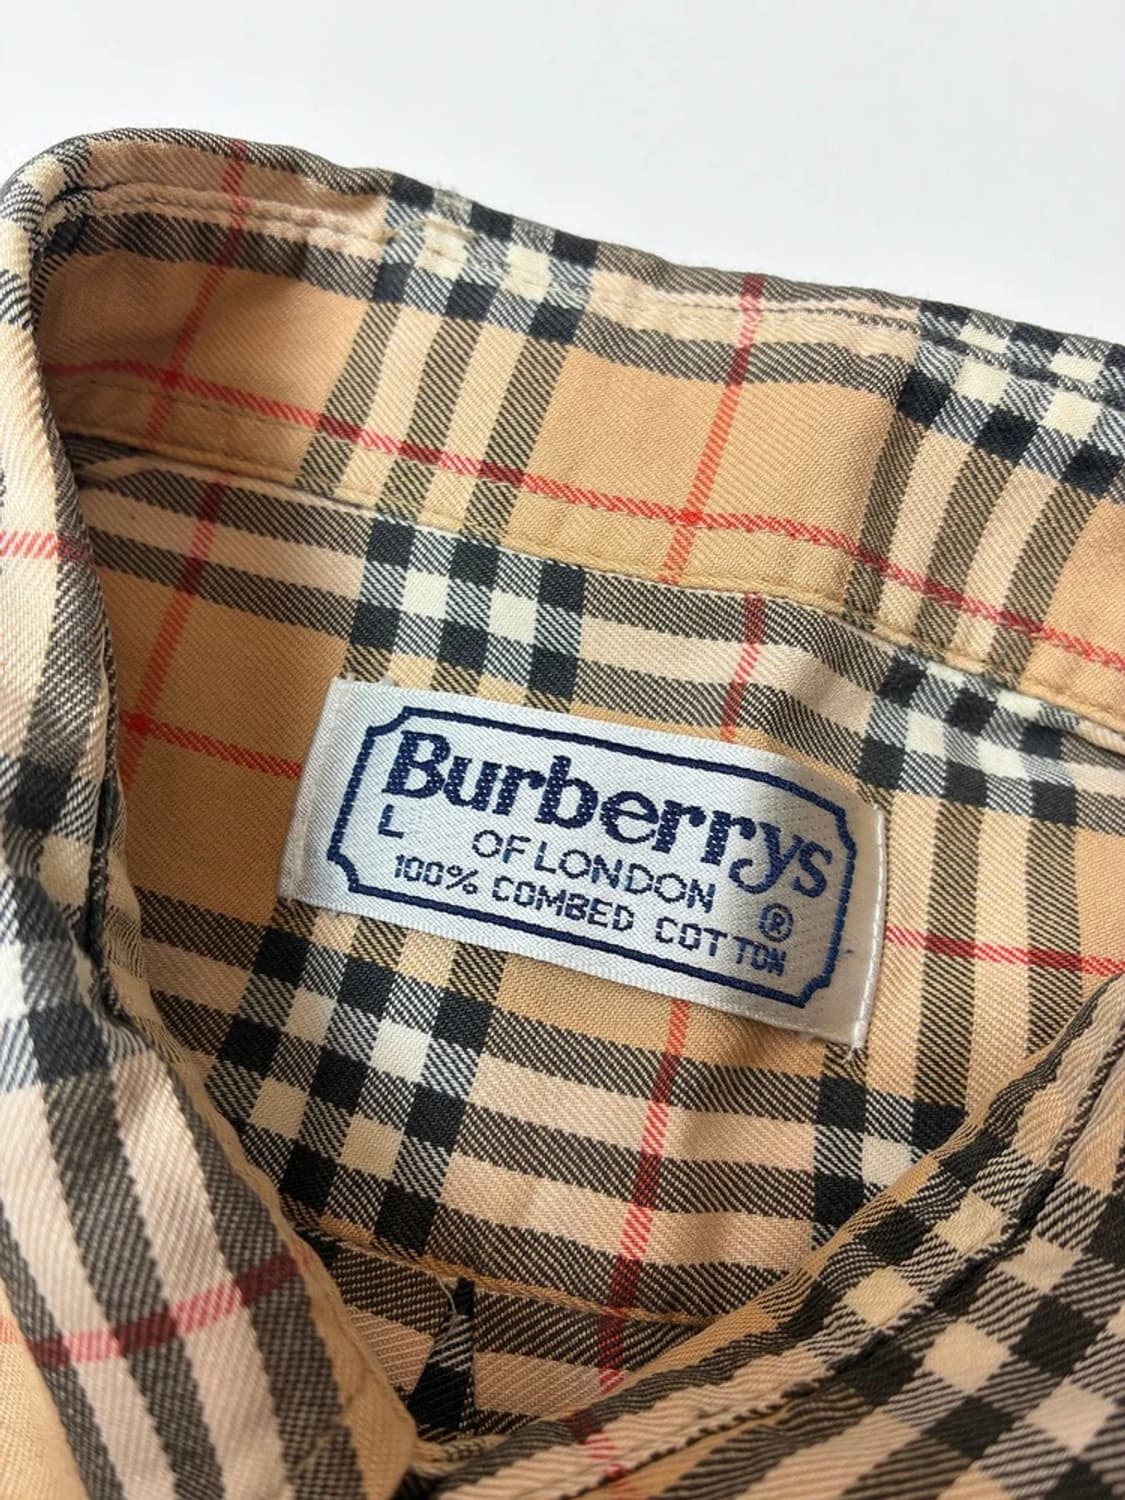 Burberrys
L OF LONDON ®
100% COMBED COTTON